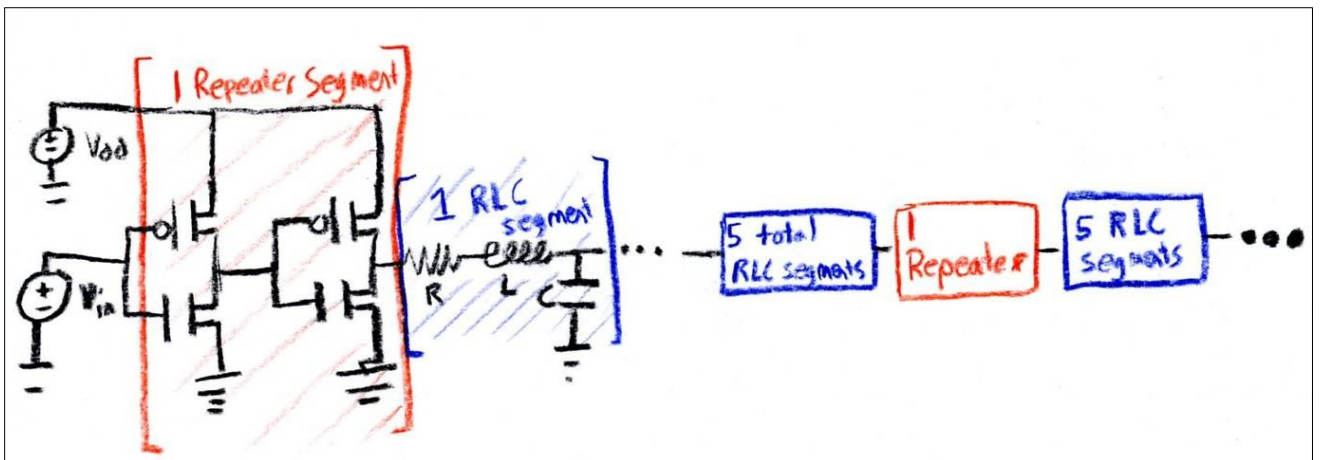 1 Repeater Segment
VDD
Vin
1 RLC
segment
R
L
C
5 total
RLC segments
1
Repeater
5 RLC
segments